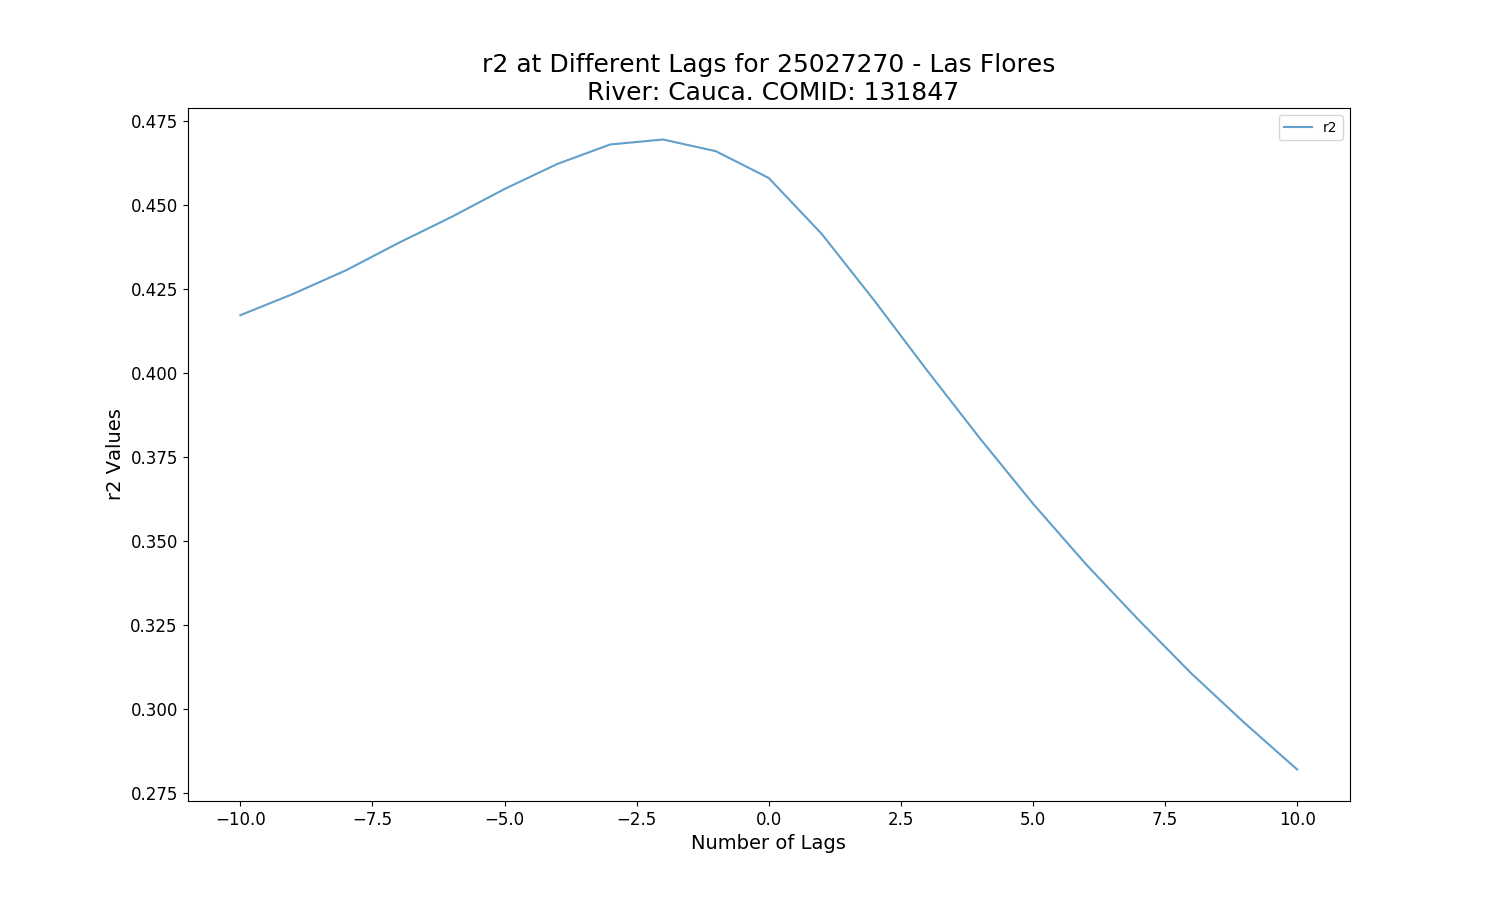 r2 at Different Lags for 25027270 - Las Flores
River: Cauca. COMID: 131847
r2
0.475
0.450
0.425
0.400
0.375
0.350
0.325
0.300
0.275
r2 Values
−10.0 −7.5 −5.0 −2.5 0.0 2.5 5.0 7.5 10.0
Number of Lags